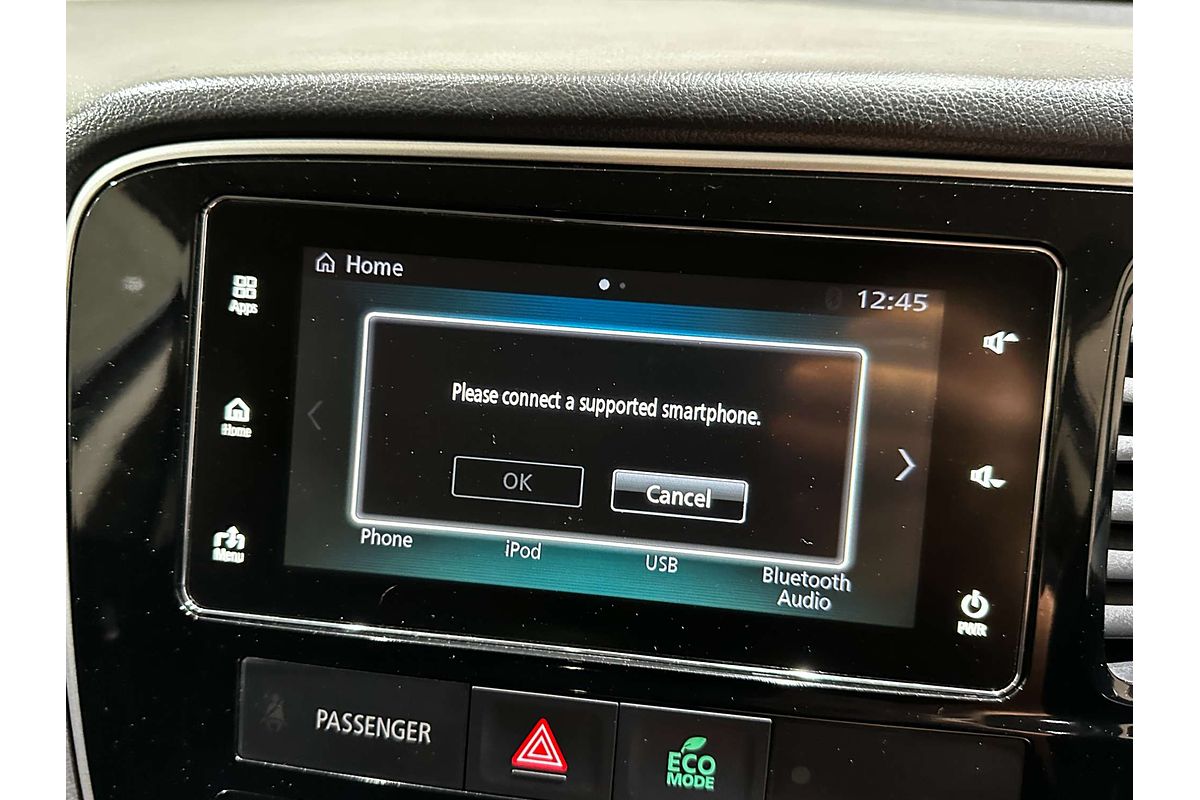 Home
12:45
Apps
Home
Menu
Please connect a supported smartphone.
OK
Cancel
Phone
iPod
USB
Bluetooth
Audio
PWR
PASSENGER
ECO
MODE